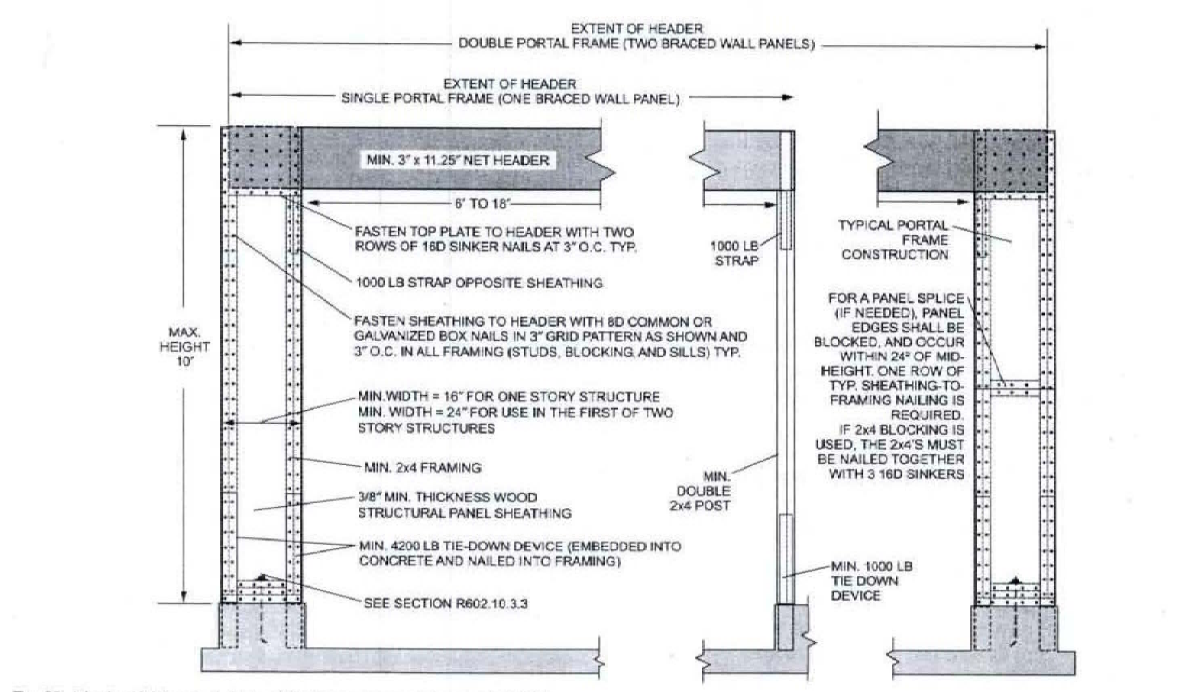 EXTENT OF HEADER
DOUBLE PORTAL FRAME (TWO BRACED WALL PANELS)
EXTENT OF HEADER
SINGLE PORTAL FRAME (ONE BRACED WALL PANEL)
MIN. 3" x 11.25" NET HEADER
6" TO 18"
FASTEN TOP PLATE TO HEADER WITH TWO
ROWS OF 16D SINKER NAILS AT 3" O.C. TYP.
1000 LB STRAP OPPOSITE SHEATHING
FASTEN SHEATHING TO HEADER WITH 8D COMMON OR
GALVANIZED BOX NAILS IN 3" GRID PATTERN AS SHOWN AND
3" O.C. IN ALL FRAMING (STUDS, BLOCKING AND SILLS) TYP.
MAX.
HEIGHT
10"
MIN.WIDTH = 16" FOR ONE STORY STRUCTURE
MIN. WIDTH = 24" FOR USE IN THE FIRST OF TWO
STORY STRUCTURES
MIN. 2x4 FRAMING
3/8" MIN. THICKNESS WOOD
STRUCTURAL PANEL SHEATHING
MIN. 4200 LB TIE-DOWN DEVICE (EMBEDDED INTO
CONCRETE AND NAILED INTO FRAMING)
SEE SECTION R602.10.3.3
1000 LB
STRAP
MIN.
DOUBLE
2x4 POST
MIN. 1000 LB
TIE DOWN
DEVICE
TYPICAL PORTAL
FRAME
CONSTRUCTION
FOR A PANEL SPLICE
(IF NEEDED), PANEL
EDGES SHALL BE
BLOCKED, AND OCCUR
WITHIN 24" OF MID-
HEIGHT. ONE ROW OF
TYP. SHEATHING-TO-
FRAMING NAILING IS
REQUIRED.
IF 2x4 BLOCKING IS
USED, THE 2x4'S MUST
BE NAILED TOGETHER
WITH 3 16D SINKERS